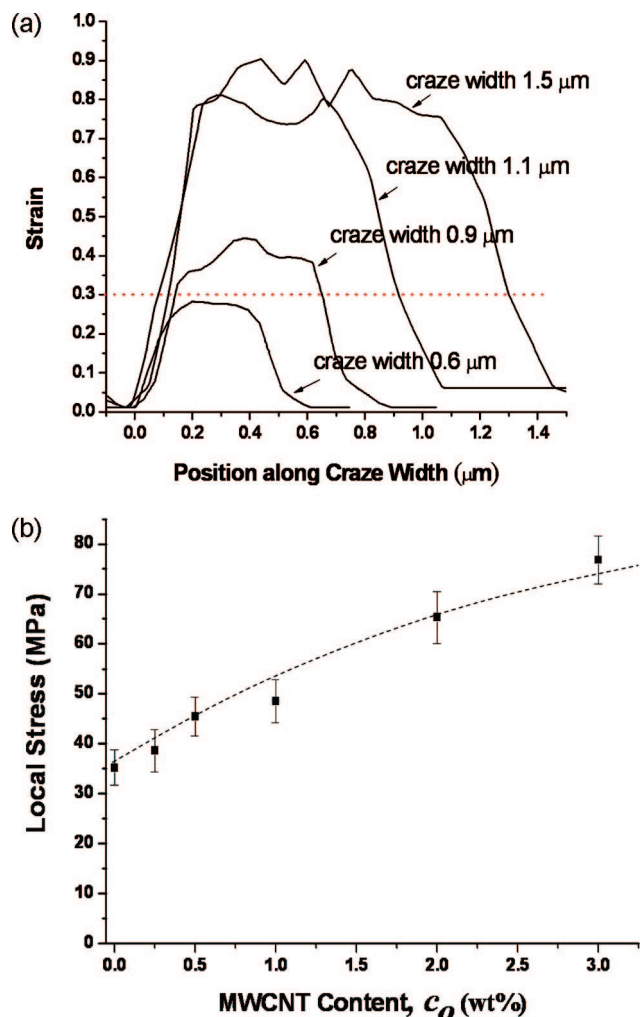 (a)
1.0
0.9
0.8
0.7
0.6
0.5
0.4
0.3
0.2
0.1
0.0
Strain
craze width 1.5 μm
craze width 1.1 μm
craze width 0.9 μm
craze width 0.6 μm
0.0 0.2 0.4 0.6 0.8 1.0 1.2 1.4
Position along Craze Width (μm)
(b)
80
70
60
50
40
30
20
10
0
Local Stress (MPa)
0.0 0.5 1.0 1.5 2.0 2.5 3.0
MWCNT Content, c_o (wt%)